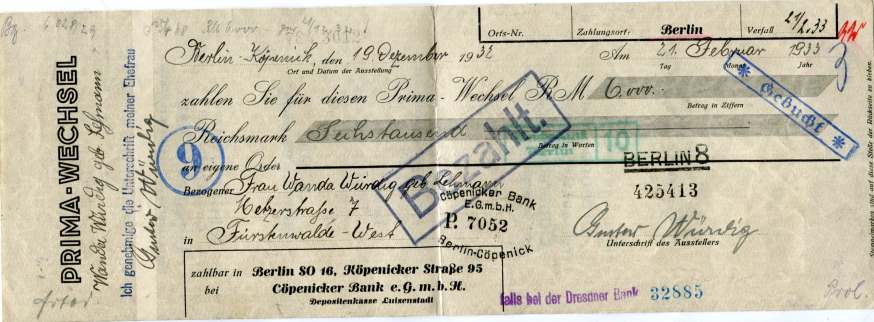 Orts-Nr.
Zahlungsort: Berlin
Verfall 21/2.33
Berlin-Köpenick, den 19. Dezember 1932
Ort und Datum der Ausstellung
Am 21. Februar 1933
Tag Monat Jahr
3
zahlen Sie für diesen Prima-Wechsel RM 6000.-
Betrag in Ziffern
* Gebucht *
Reichsmark Sechstausend
Betrag in Worten
10
9
Bezahlt.
an eigene Order
BERLIN 8
425413
Bezogener Frau Wanda Würdig geb. Lehmann
Metzerstrasse 7
in Fürstenwalde-West
Cöpenicker Bank
E.G.m.b.H.
P. 7052
Berlin-Cöpenick
Gustav Würdig
Unterschrift des Ausstellers
zahlbar in Berlin SO 16, Köpenicker Straße 95
bei Cöpenicker Bank e.G.m.b.H.
Depositenkasse Luisenstadt
falls bei der Dresdner Bank 32885
PRIMA-WECHSEL
Wanda Würdig geb. Lehmann
Ich genehmige die Unterschrift meiner Ehefrau
Gustav Würdig